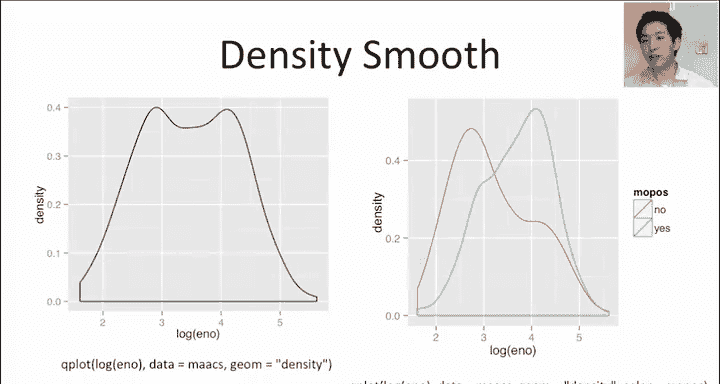 Density Smooth
0.4
0.3
0.2
0.1
0.0
density
2 3 4 5
log(eno)
0.4
0.2
0.0
density
2 3 4 5
log(eno)
mopos
no
yes
qplot(log(eno), data = maacs, geom = "density")